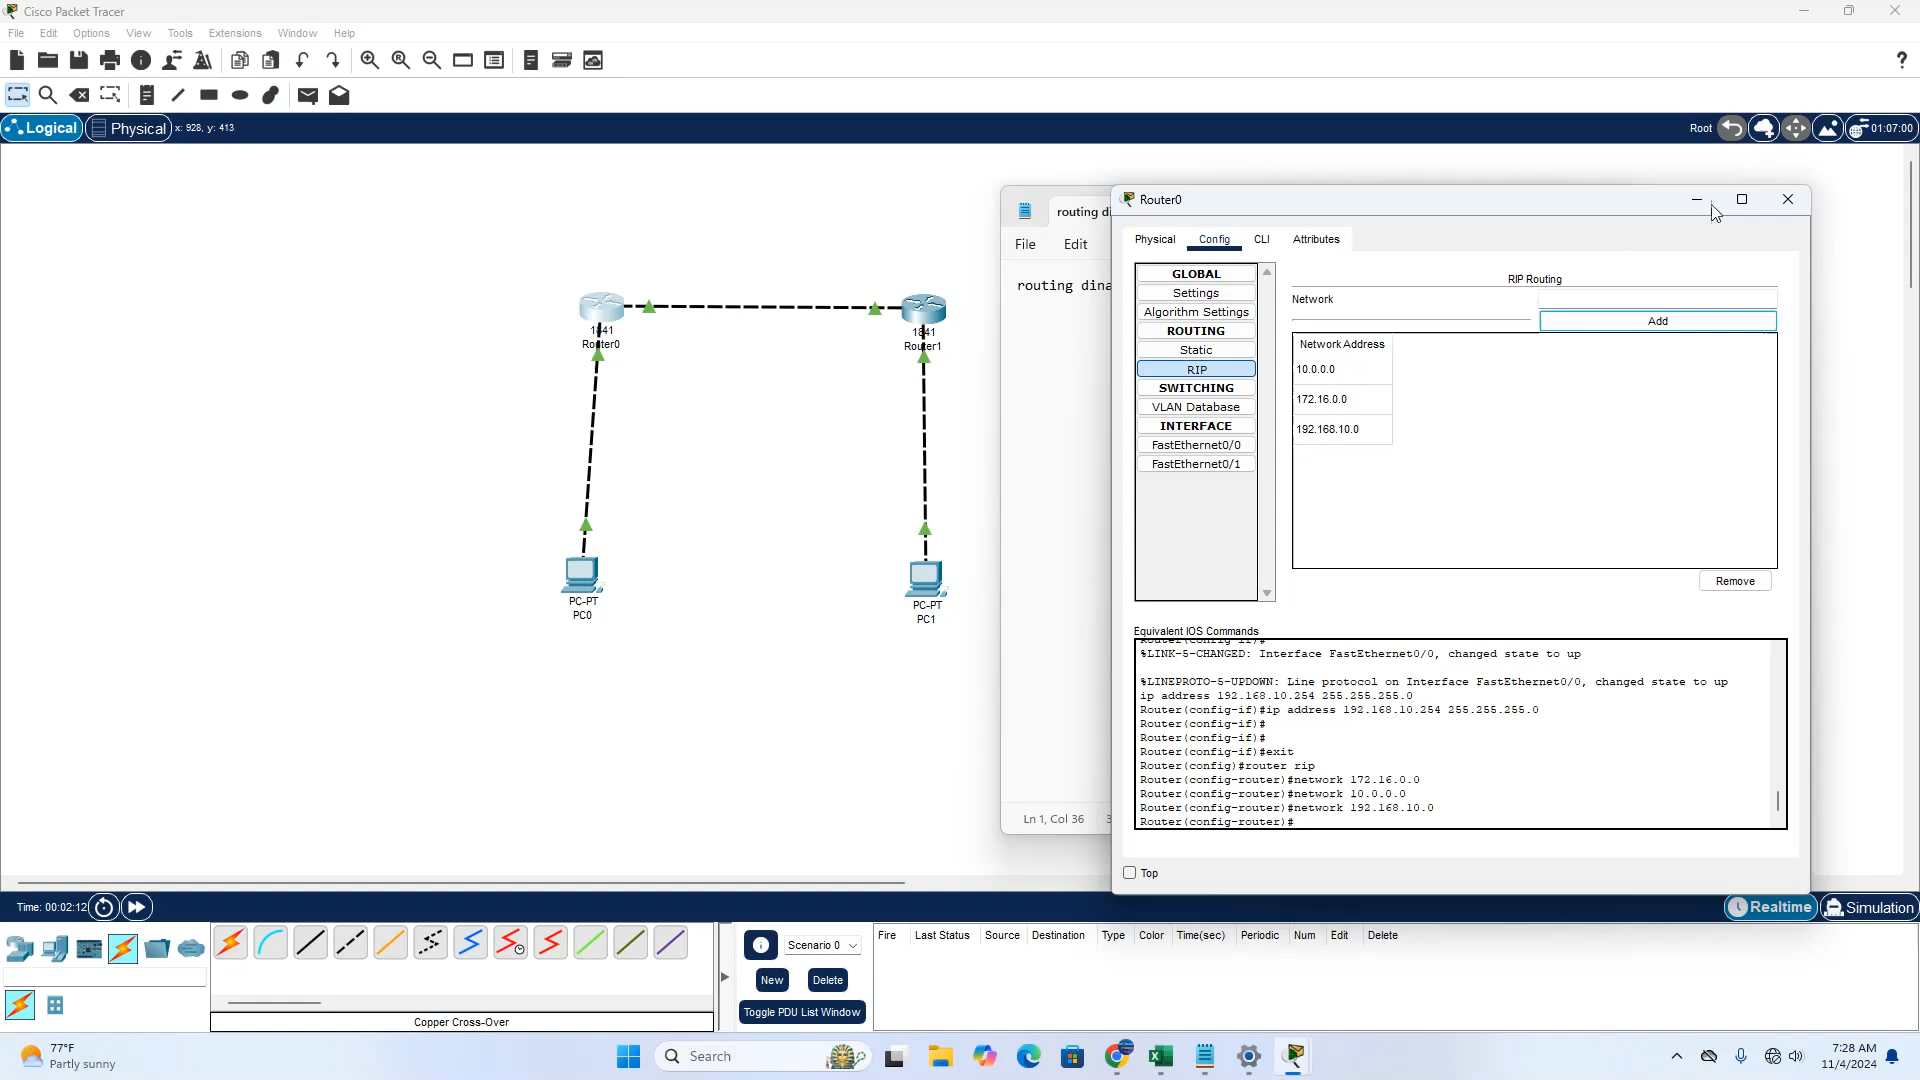 Cisco Packet Tracer
File Edit Options View Tools Extensions Window Help
Logical Physical x: 928, y: 413 Root 01:07:00
1841
Router0
1841
Router1
PC-PT
PC0
PC-PT
PC1
routing di
File Edit
routing dina
Ln 1, Col 36
Router0
Physical Config CLI Attributes
GLOBAL
Settings
Algorithm Settings
ROUTING
Static
RIP
SWITCHING
VLAN Database
INTERFACE
FastEthernet0/0
FastEthernet0/1
RIP Routing
Network
Add
Network Address
10.0.0.0
172.16.0.0
192.168.10.0
Remove
Equivalent IOS Commands
Router(config-if)#
%LINK-5-CHANGED: Interface FastEthernet0/0, changed state to up
%LINEPROTO-5-UPDOWN: Line protocol on Interface FastEthernet0/0, changed state to up
ip address 192.168.10.254 255.255.255.0
Router(config-if)#ip address 192.168.10.254 255.255.255.0
Router(config-if)#
Router(config-if)#
Router(config-if)#exit
Router(config)#router rip
Router(config-router)#network 172.16.0.0
Router(config-router)#network 10.0.0.0
Router(config-router)#network 192.168.10.0
Router(config-router)#
Top
Time: 00:02:12 Realtime Simulation
Scenario 0
New Delete
Toggle PDU List Window
Fire Last Status Source Destination Type Color Time(sec) Periodic Num Edit Delete
Copper Cross-Over
77°F
Partly sunny
Search
7:28 AM
11/4/2024